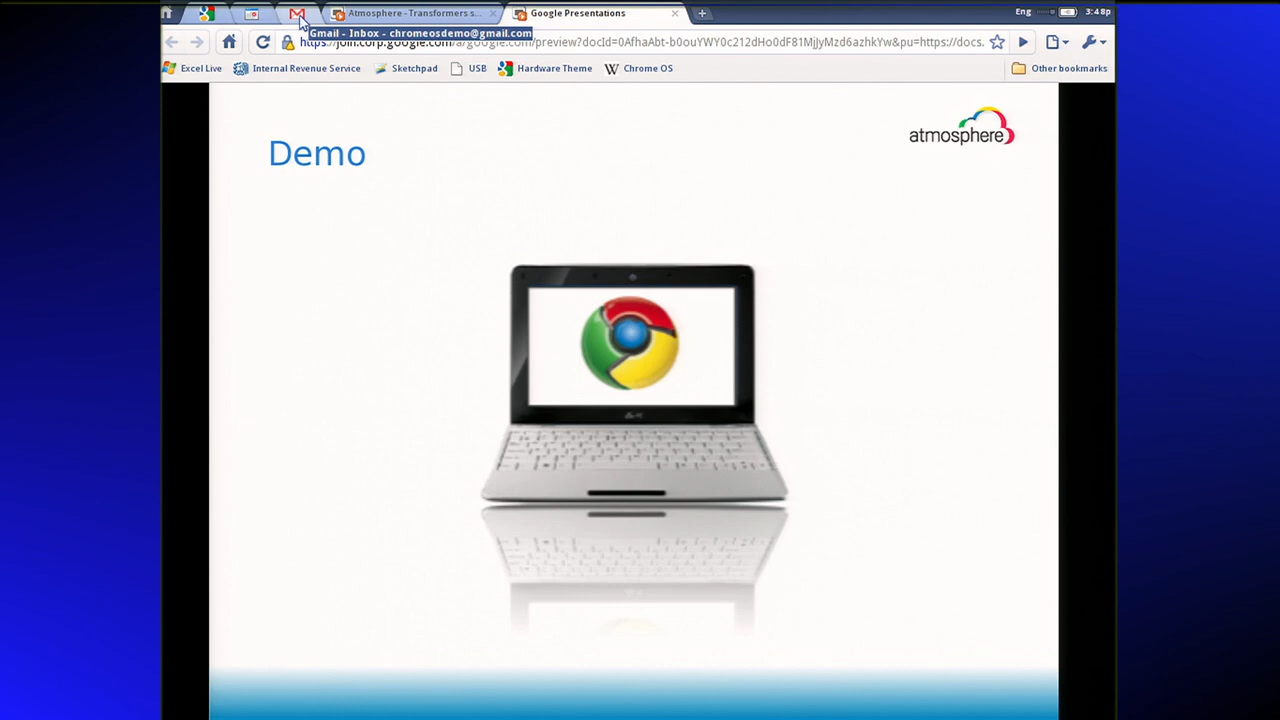 Atmosphere - Transformers s...
Google Presentations
Eng
3:48p
Gmail - Inbox - chromeosdemo@gmail.com
Excel Live
Internal Revenue Service
Sketchpad
USB
Hardware Theme
Chrome OS
Other bookmarks
atmosphere
Demo